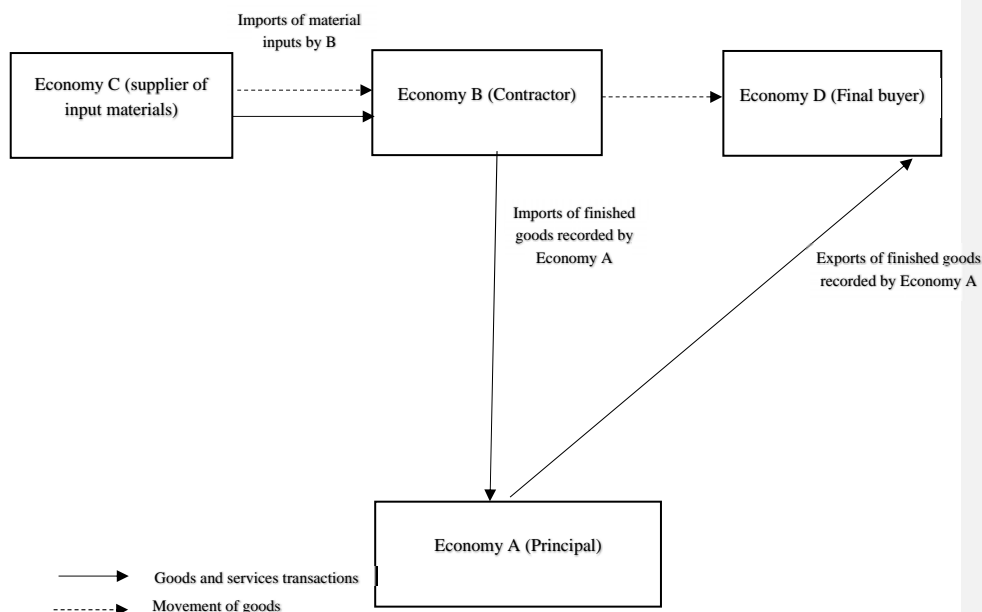 Imports of material
inputs by B
Economy C (supplier of
input materials)
Economy B (Contractor)
Economy D (Final buyer)
Imports of finished
goods recorded by
Economy A
Exports of finished goods
recorded by Economy A
Economy A (Principal)
Goods and services transactions
Movement of goods